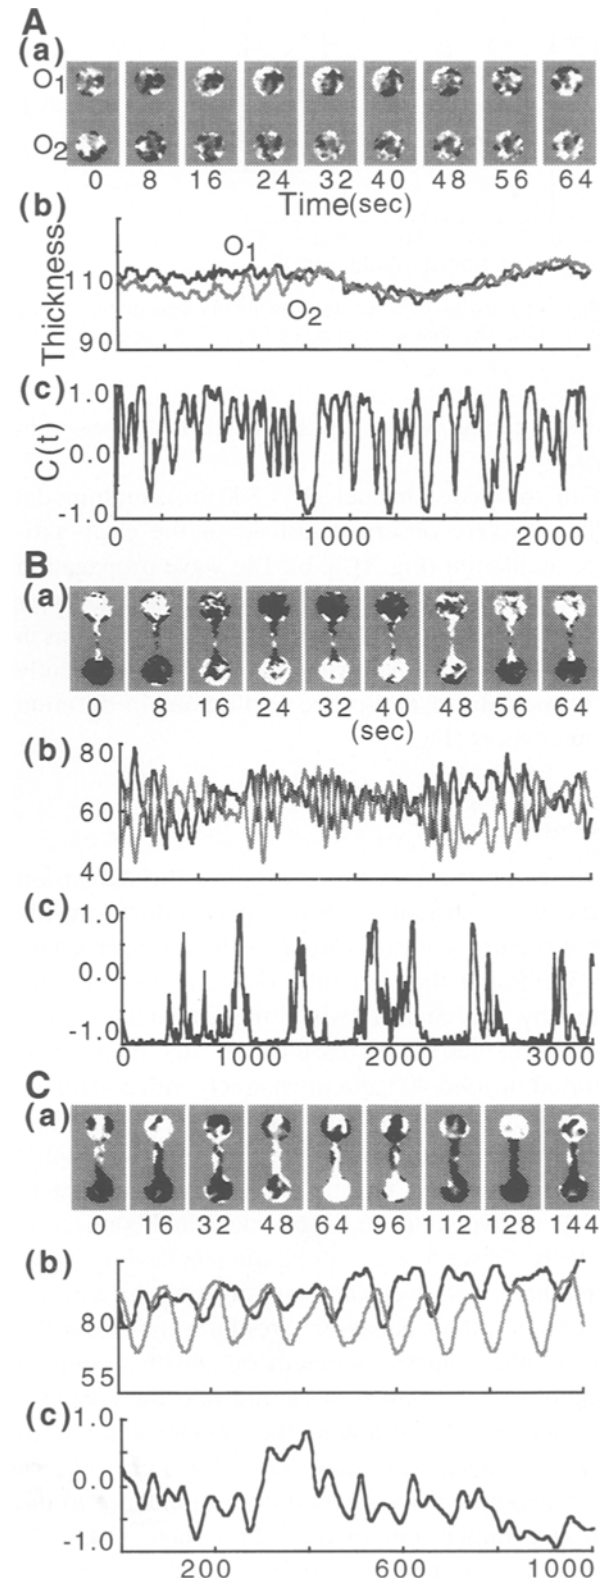 A
(a)
O1
O2
0 8 16 24 32 40 48 56 64
Time(sec)
(b)
Thickness
110
90
O1
O2
(c)
C(t)
1.0
0.0
-1.0
0 1000 2000
B
(a)
0 8 16 24 32 40 48 56 64
(sec)
(b)
80
60
40
(c)
1.0
0.0
-1.0
0 1000 2000 3000
C
(a)
0 16 32 48 64 96 112 128 144
(b)
80
55
(c)
1.0
0.0
-1.0
200 600 1000